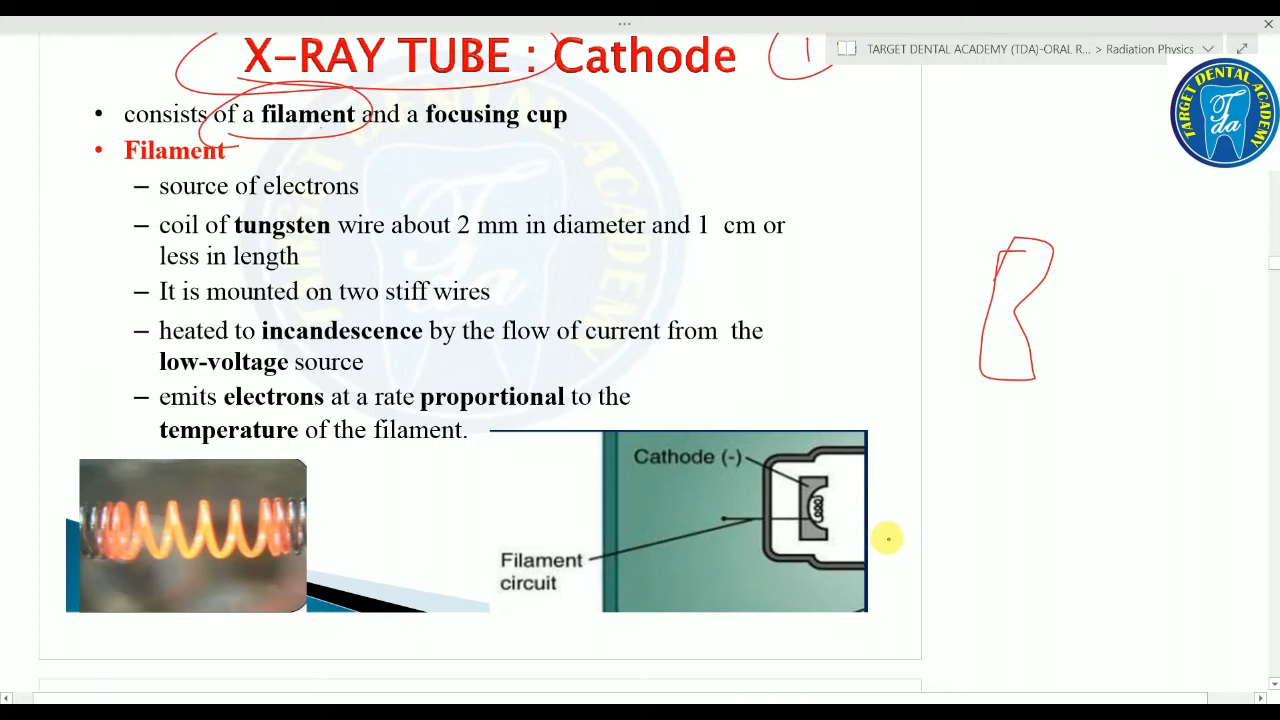 X-RAY TUBE : Cathode
1
TARGET DENTAL ACADEMY (TDA)-ORAL R... > Radiation Physics
TARGET DENTAL ACADEMY
Tda
• consists of a filament and a focusing cup
• Filament
– source of electrons
– coil of tungsten wire about 2 mm in diameter and 1 cm or
less in length
– It is mounted on two stiff wires
– heated to incandescence by the flow of current from the
low-voltage source
– emits electrons at a rate proportional to the
temperature of the filament.
Cathode (-)
Filament
circuit